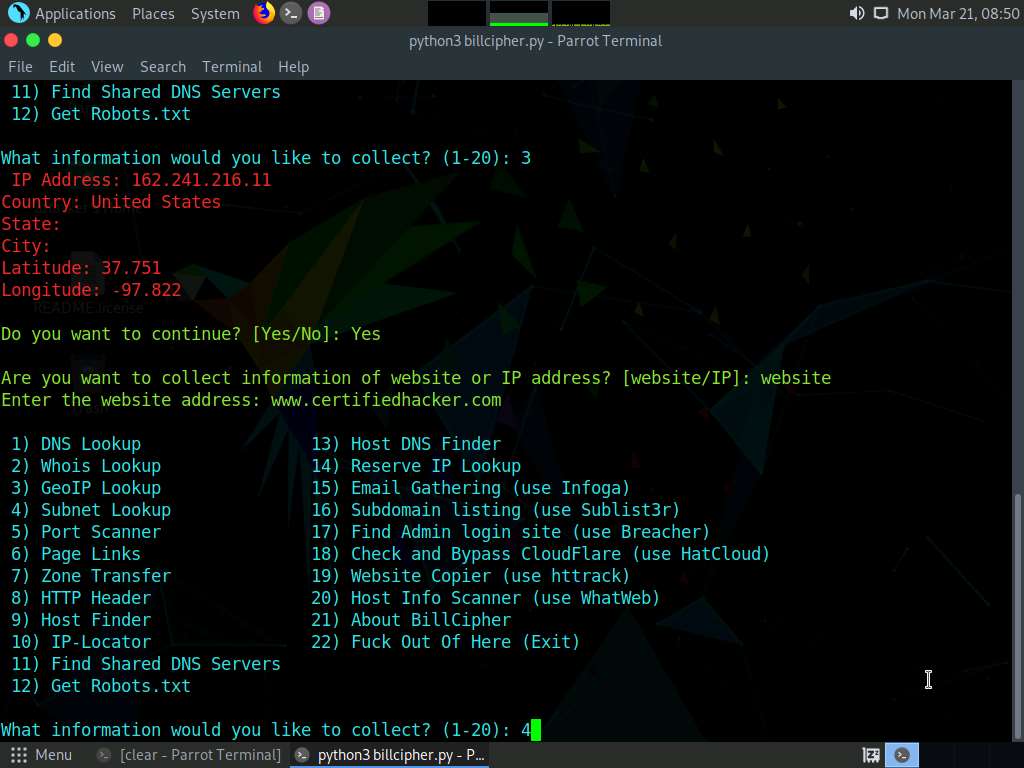 Applications Places System Mon Mar 21, 08:50
python3 billcipher.py - Parrot Terminal
File Edit View Search Terminal Help
11) Find Shared DNS Servers
12) Get Robots.txt
What information would you like to collect? (1-20): 3
IP Address: 162.241.216.11
Country: United States
State:
City:
Latitude: 37.751
Longitude: -97.822
README.license
Do you want to continue? [Yes/No]: Yes
Are you want to collect information of website or IP address? [website/IP]: website
Enter the website address: www.certifiedhacker.com
1) DNS Lookup 13) Host DNS Finder
2) Whois Lookup 14) Reserve IP Lookup
3) GeoIP Lookup 15) Email Gathering (use Infoga)
4) Subnet Lookup 16) Subdomain listing (use Sublist3r)
5) Port Scanner 17) Find Admin login site (use Breacher)
6) Page Links 18) Check and Bypass CloudFlare (use HatCloud)
7) Zone Transfer 19) Website Copier (use httrack)
8) HTTP Header 20) Host Info Scanner (use WhatWeb)
9) Host Finder 21) About BillCipher
10) IP-Locator 22) Fuck Out Of Here (Exit)
11) Find Shared DNS Servers
12) Get Robots.txt
What information would you like to collect? (1-20): 4
Menu [clear - Parrot Terminal] python3 billcipher.py - P...